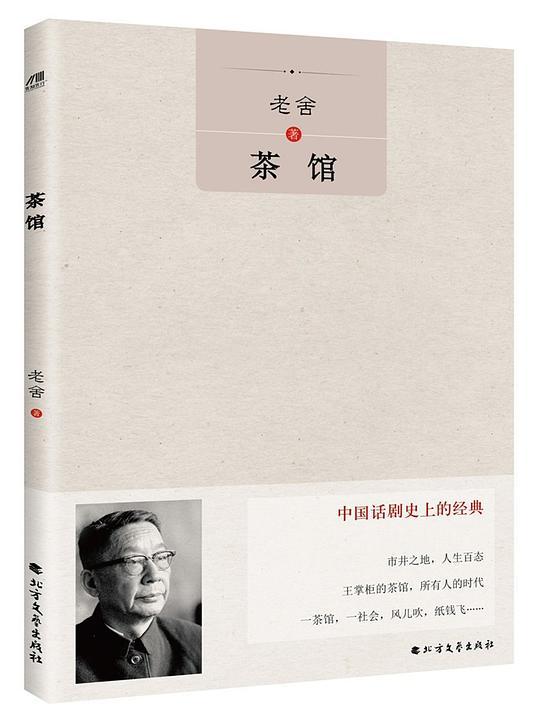 老舍
著
茶馆
中国话剧史上的经典
市井之地，人生百态
王掌柜的茶馆，所有人的时代
一茶馆，一社会，风儿吹，纸钱飞……
北方文艺出版社
茶馆
老舍
著
北方文艺出版社